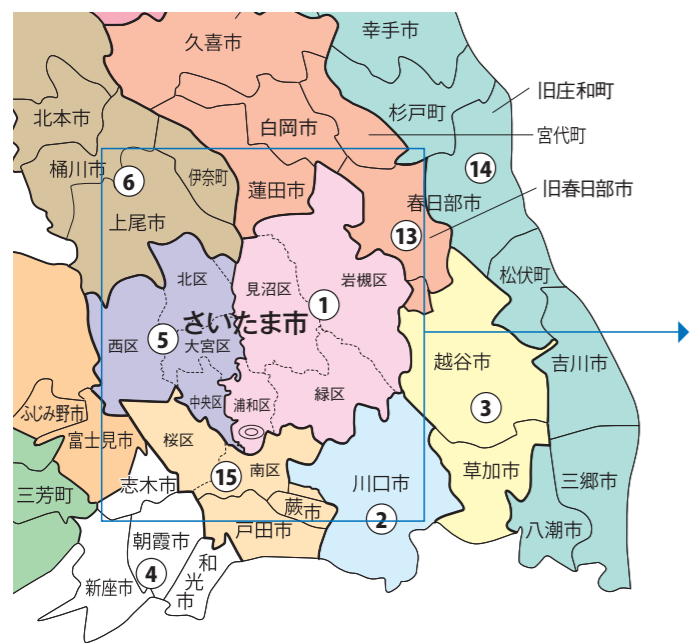 久喜市
幸手市
旧庄和町
杉戸町
北本市
白岡市
宮代町
桶川市
6
伊奈町
14
蓮田市
春日部市
旧春日部市
上尾市
13
北区
見沼区
岩槻区
松伏町
1
さいたま市
5
西区
大宮区
越谷市
吉川市
中央区
浦和区
緑区
3
ふじみ野市
富士見市
桜区
南区
15
草加市
志木市
川口市
三郷市
三芳町
蕨市
2
戸田市
八潮市
朝霞市
4
和光市
新座市